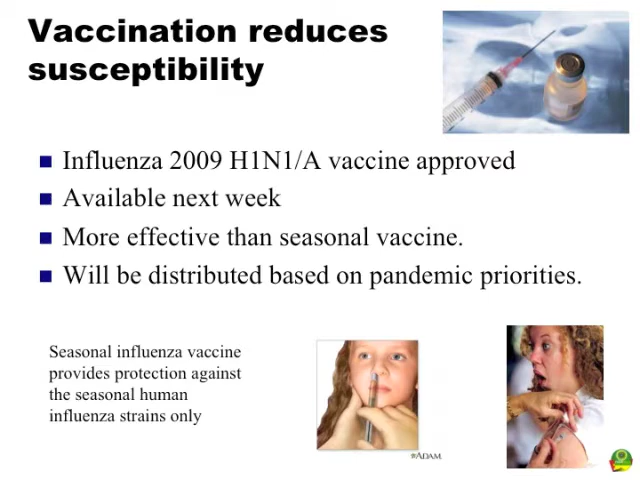 Vaccination reduces
susceptibility
Influenza 2009 H1N1/A vaccine approved
Available next week
More effective than seasonal vaccine.
Will be distributed based on pandemic priorities.
Seasonal influenza vaccine
provides protection against
the seasonal human
influenza strains only
ADAM